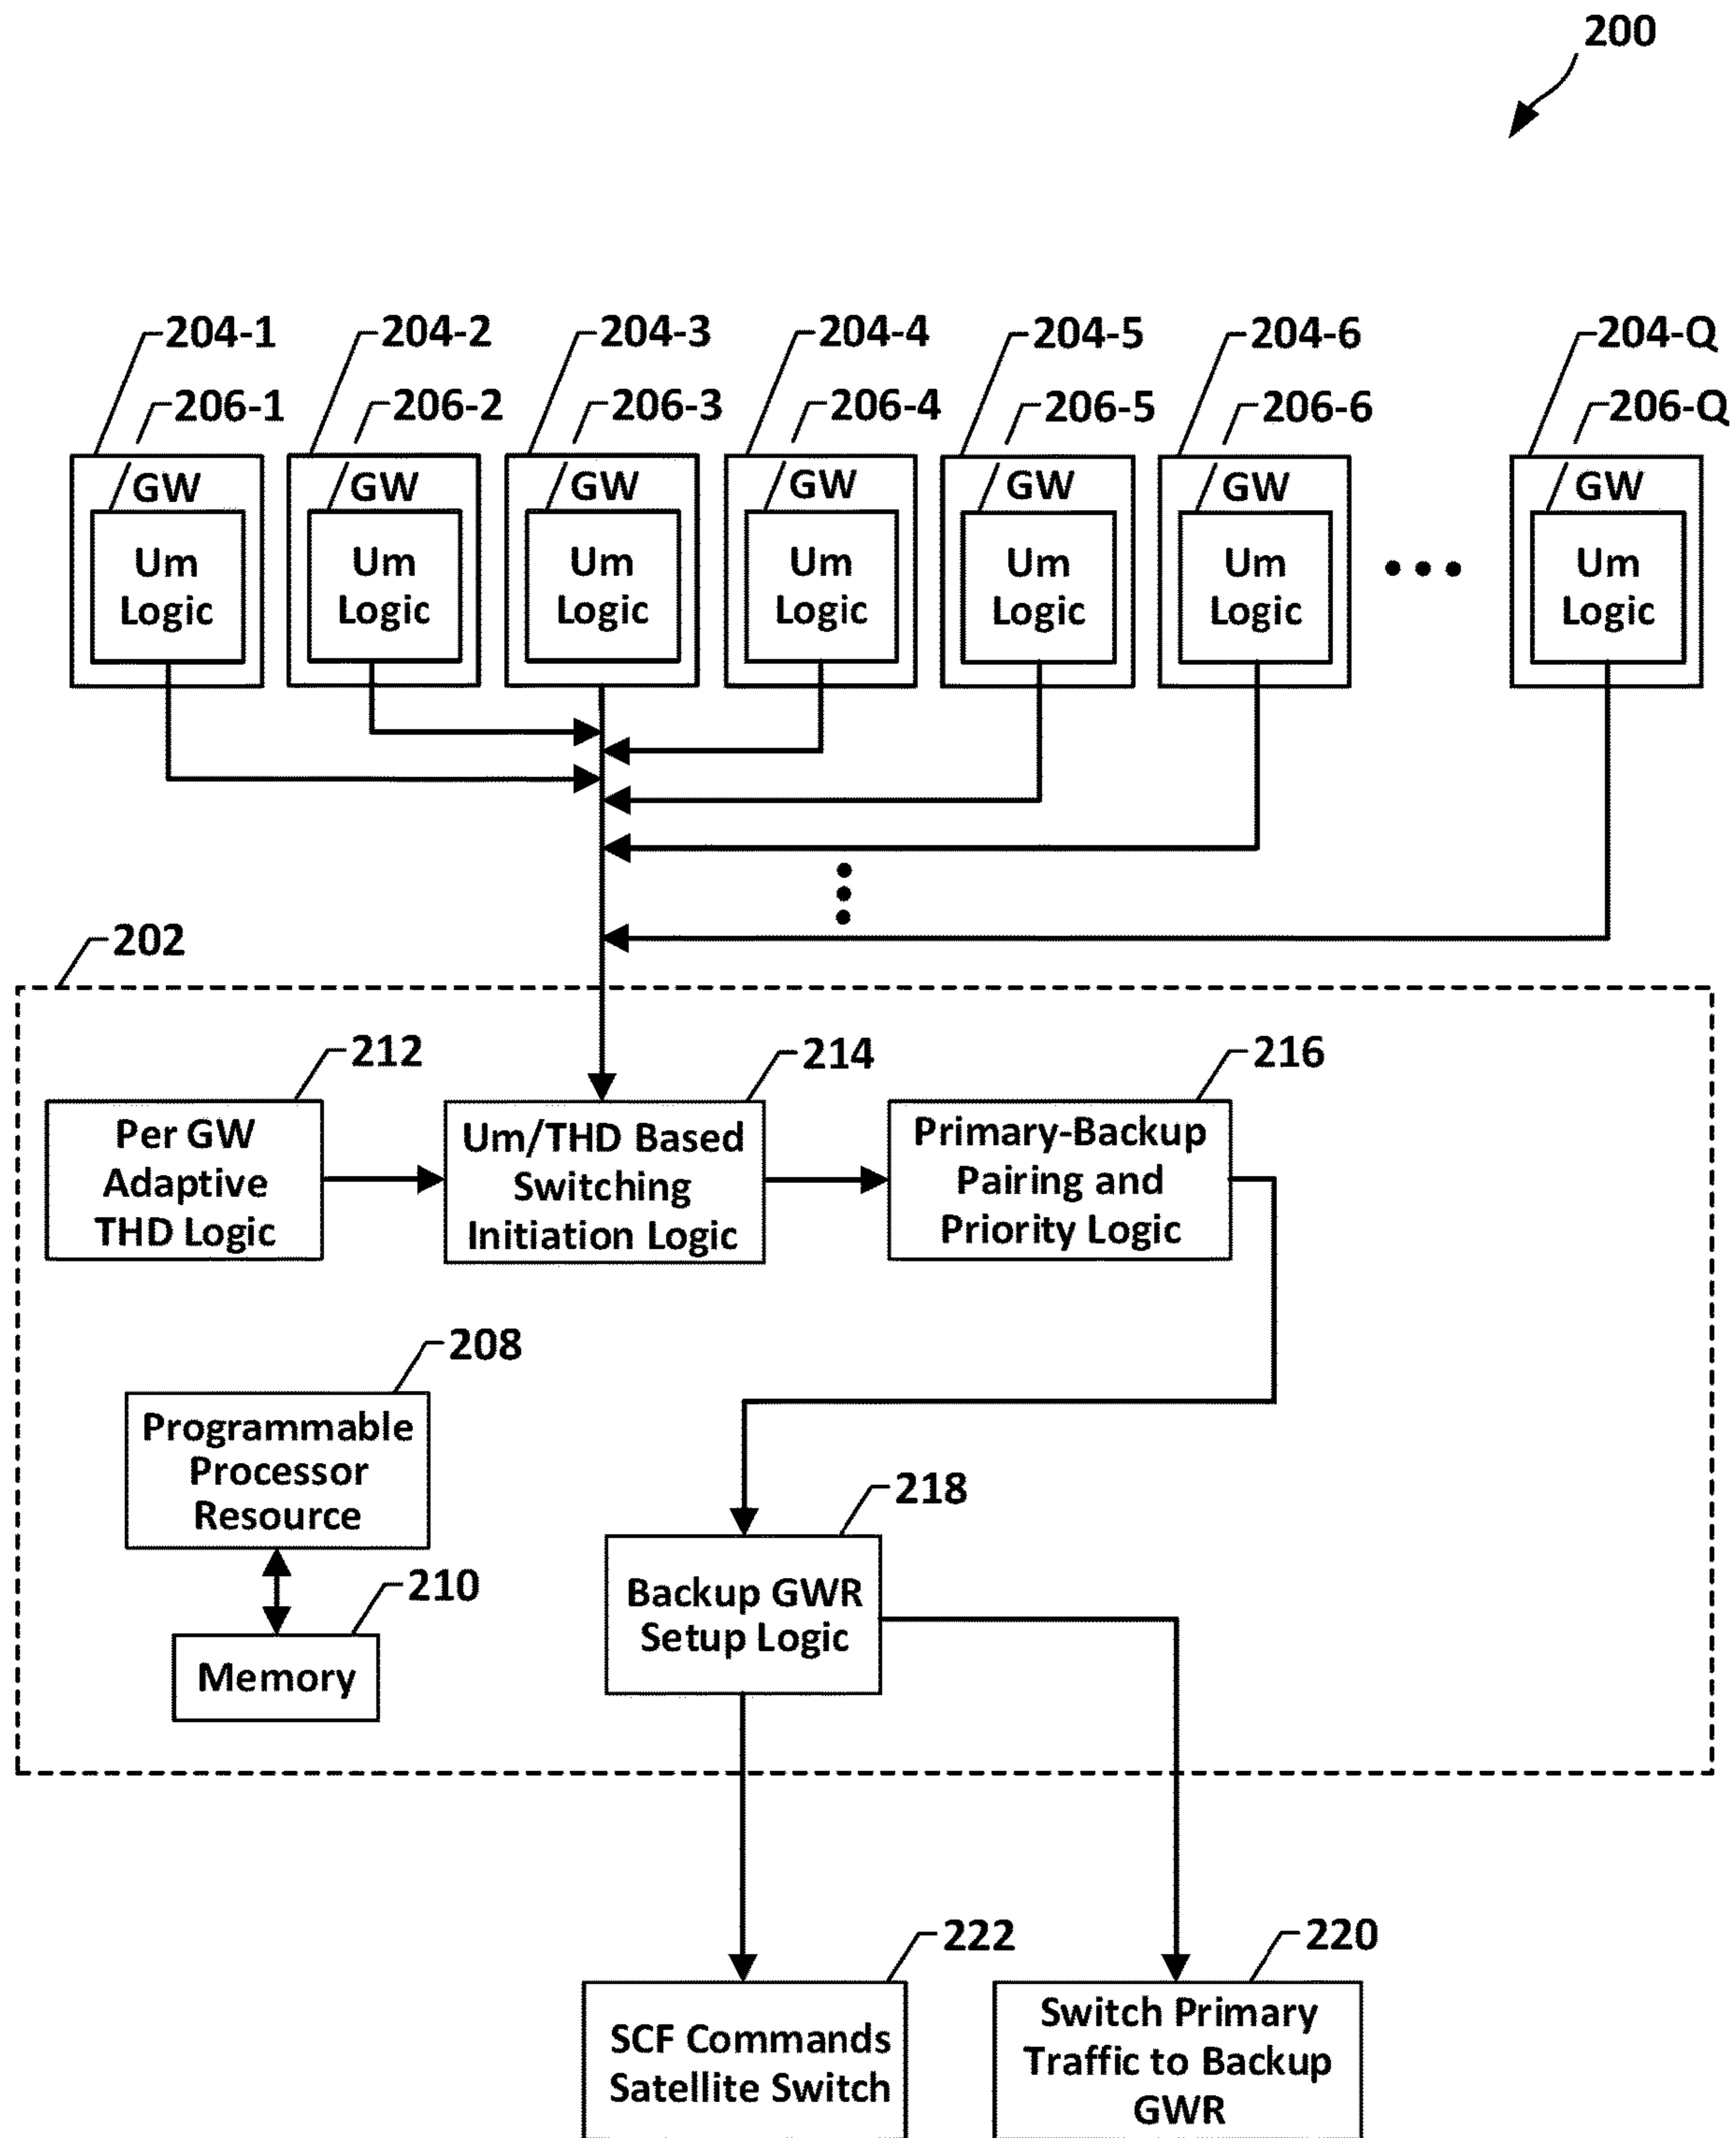 200
204-1
204-2
204-3
204-4
204-5
204-6
204-Q
206-1
206-2
206-3
206-4
206-5
206-6
206-Q
GW
GW
GW
GW
GW
GW
GW
Um
Logic
Um
Logic
Um
Logic
Um
Logic
Um
Logic
Um
Logic
Um
Logic
202
212
Per GW
Adaptive
THD Logic
214
Um/THD Based
Switching
Initiation Logic
216
Primary-Backup
Pairing and
Priority Logic
208
Programmable
Processor
Resource
210
Memory
218
Backup GWR
Setup Logic
222
SCF Commands
Satellite Switch
220
Switch Primary
Traffic to Backup
GWR